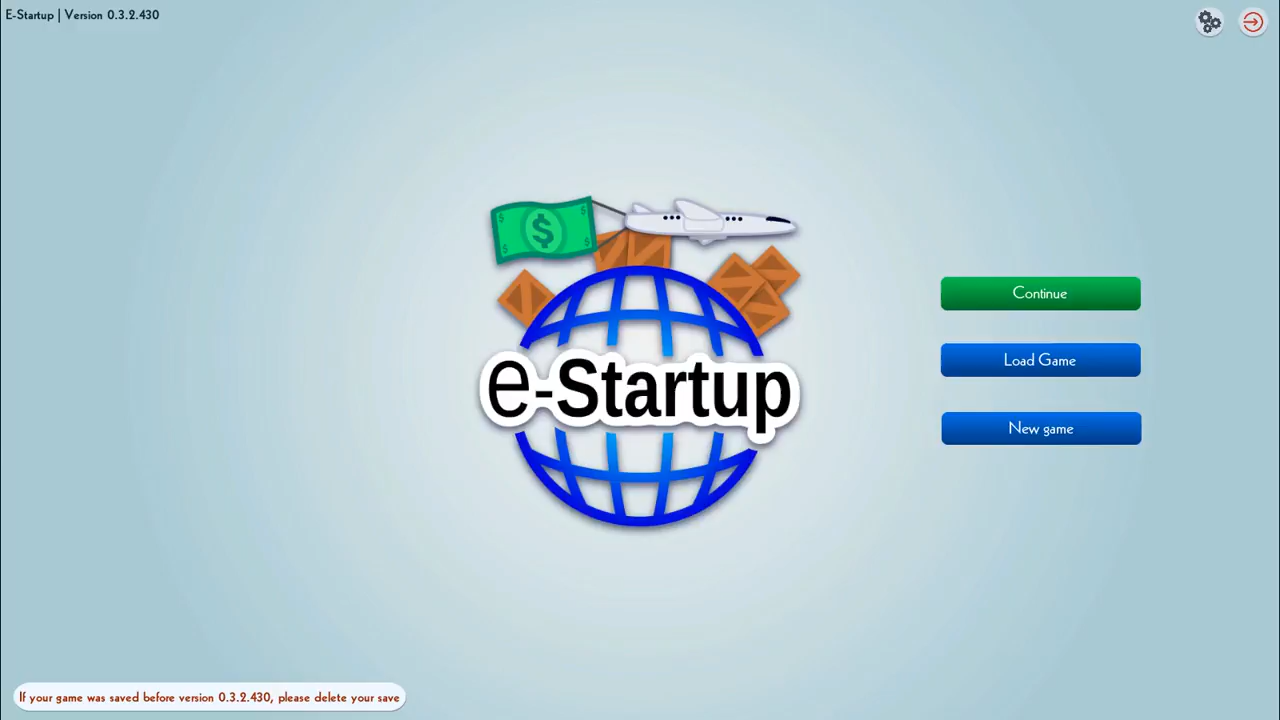 E-Startup | Version 0.3.2.430
$ $
$
$ $
e-Startup
Continue
Load Game
New game
If your game was saved before version 0.3.2.430, please delete your save